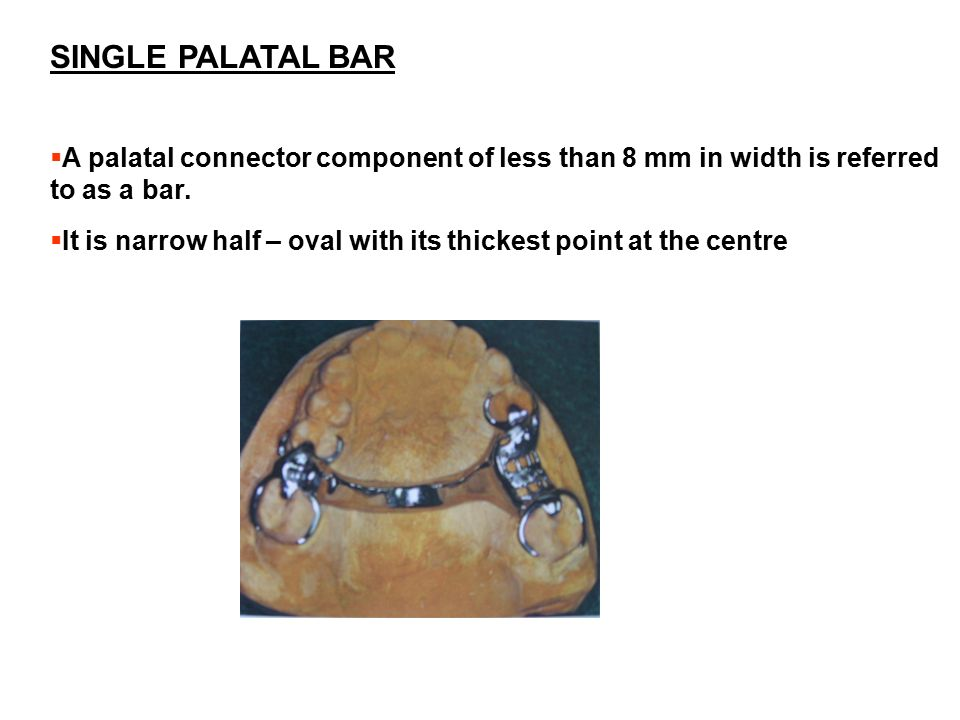 SINGLE PALATAL BAR
▪A palatal connector component of less than 8 mm in width is referred
to as a bar.
▪It is narrow half – oval with its thickest point at the centre